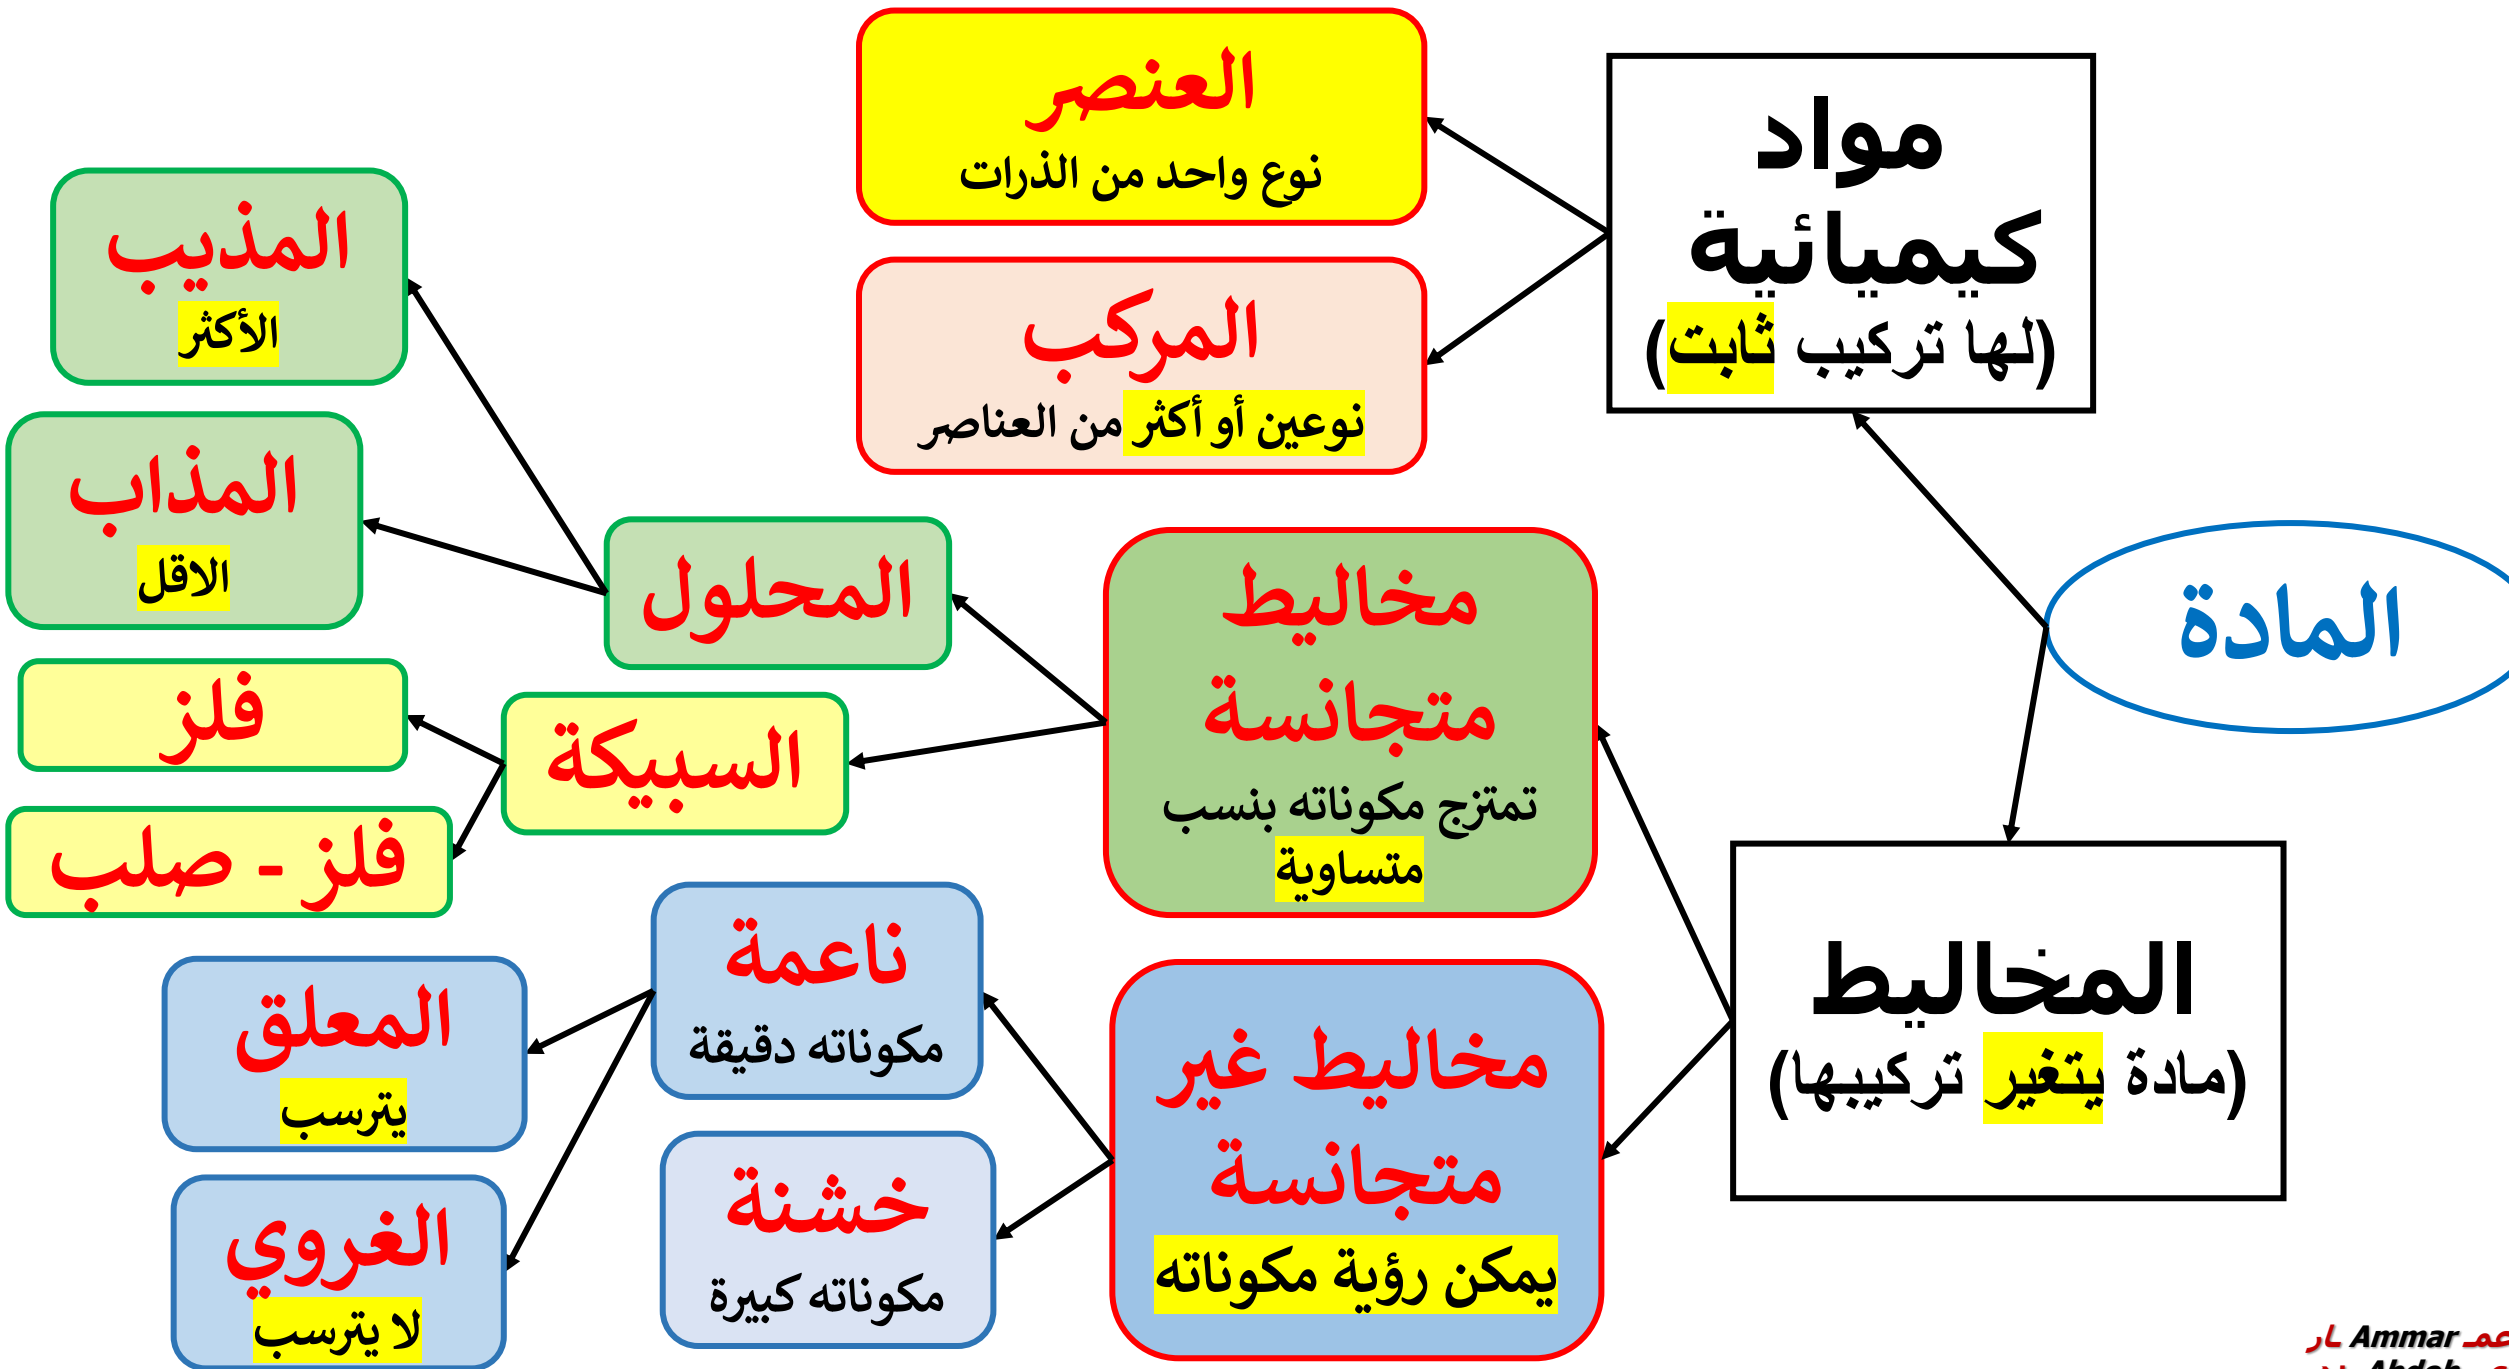 المادة
مواد
كيميائية
(لها تركيب ثابت)
العنصر
نوع واحد من الذرات
المركب
نوعين أو أكثر من العناصر
المخاليط
(مادة يتغير تركيبها)
مخاليط
متجانسة
تمتزج مكوناته بنسب
متساوية
المحلول
المذيب
الأكثر
المذاب
الاقل
السبيكة
فلز
فلز - صلب
مخاليط غير
متجانسة
يمكن رؤية مكوناته
ناعمة
مكوناته دقيقة
المعلق
يترسب
الغروي
لا يترسب
خشنة
مكوناته كبيرة
عمـ Ammar ـار